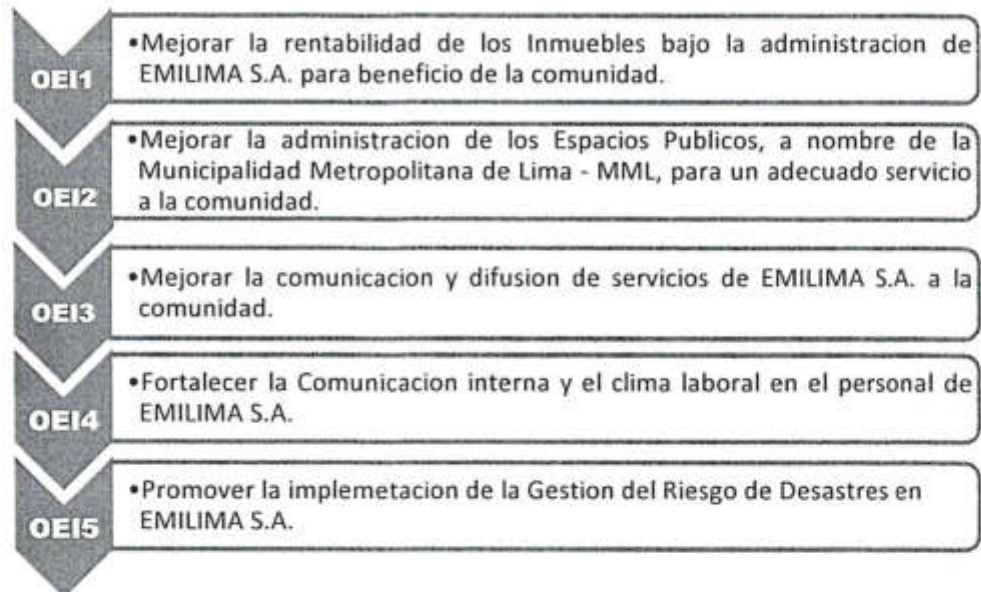 OEI1
•Mejorar la rentabilidad de los Inmuebles bajo la administracion de
EMILIMA S.A. para beneficio de la comunidad.
OEI2
•Mejorar la administracion de los Espacios Publicos, a nombre de la
Municipalidad Metropolitana de Lima - MML, para un adecuado servicio
a la comunidad.
OEI3
•Mejorar la comunicacion y difusion de servicios de EMILIMA S.A. a la
comunidad.
OEI4
•Fortalecer la Comunicacion interna y el clima laboral en el personal de
EMILIMA S.A.
OEI5
•Promover la implemetacion de la Gestion del Riesgo de Desastres en
EMILIMA S.A.